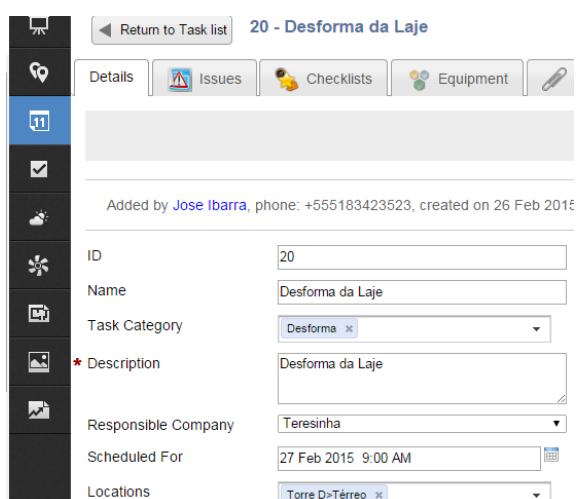 Return to Task list
20 - Desforma da Laje
Details Issues Checklists Equipment
11
Added by Jose Ibarra, phone: +555183423523, created on 26 Feb 2015
ID 20
Name Desforma da Laje
Task Category Desforma ×
* Description Desforma da Laje
Responsible Company Teresinha
Scheduled For 27 Feb 2015 9:00 AM
Locations Torre D>Térreo ×